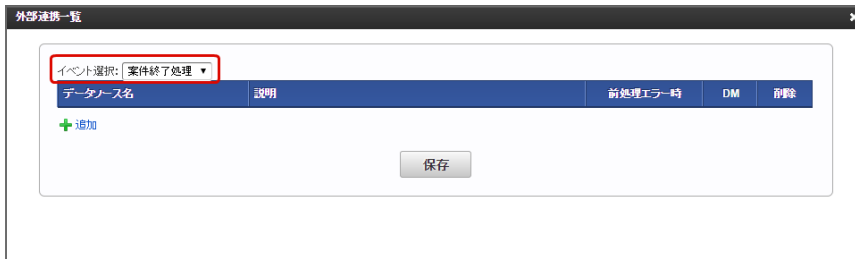 外部連携一覧
イベント選択: 案件終了処理
データソース名 説明 前処理エラー時 DM 削除
追加
保存